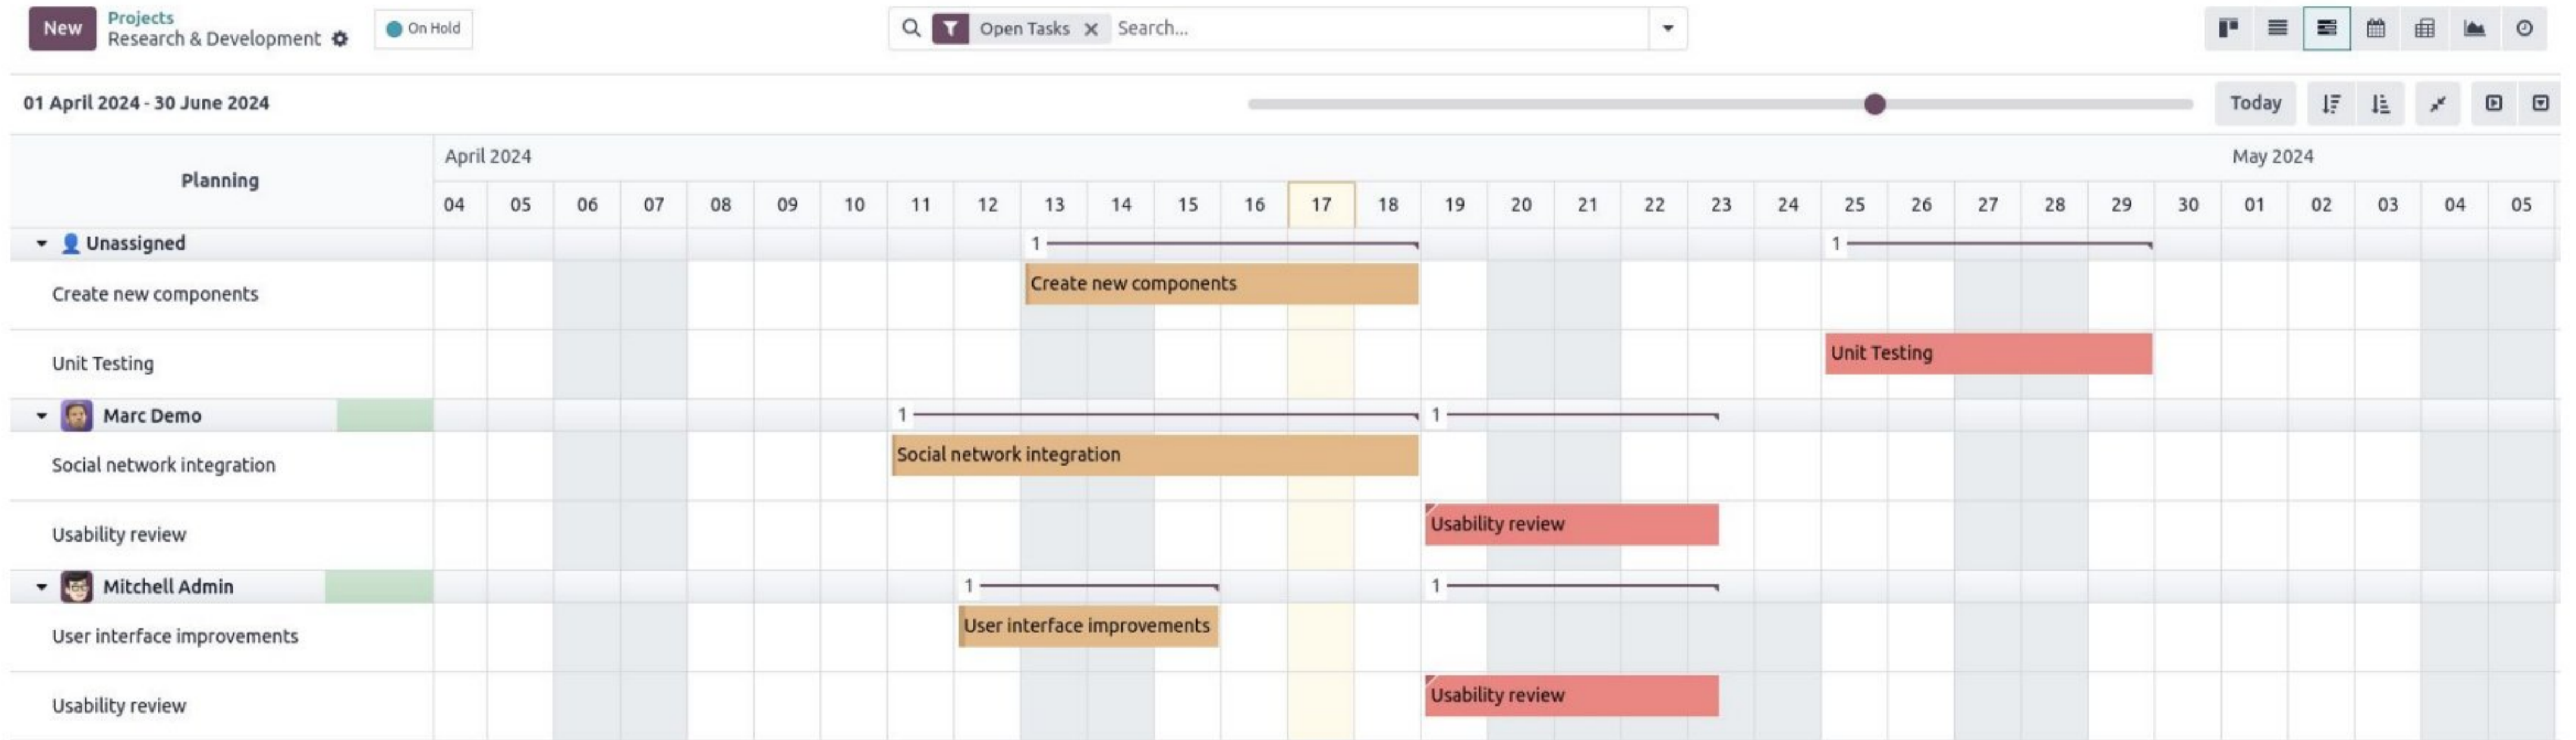 New
Projects
Research & Development
On Hold
Open Tasks
Search...
01 April 2024 - 30 June 2024
Today
Planning
April 2024
May 2024
04 05 06 07 08 09 10 11 12 13 14 15 16 17 18 19 20 21 22 23 24 25 26 27 28 29 30 01 02 03 04 05
Unassigned
1
1
Create new components
Create new components
Unit Testing
Unit Testing
Marc Demo
1
1
Social network integration
Social network integration
Usability review
Usability review
Mitchell Admin
1
1
User interface improvements
User interface improvements
Usability review
Usability review